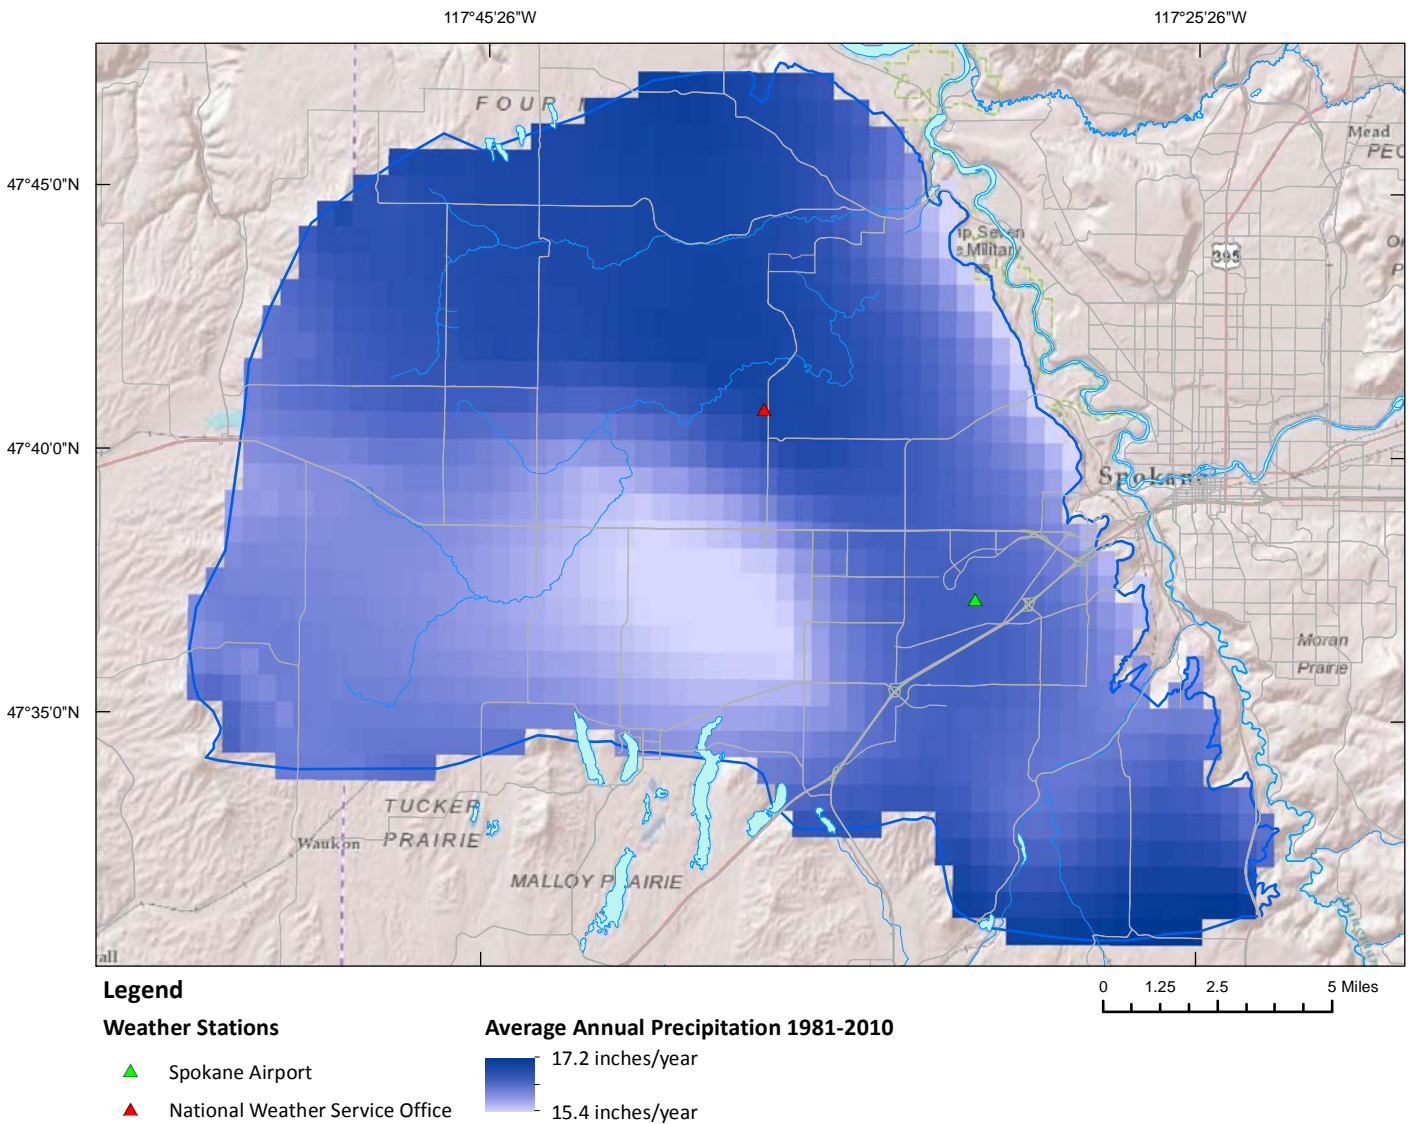 117°45'26"W
117°25'26"W
FOUR
Mead
47°45'0"N
Military
395
47°40'0"N
Spokane
Moran
Prairie
47°35'0"N
TUCKER
PRAIRIE
Waukon
MALLOY PRAIRIE
Legend
0 1.25 2.5 5 Miles
Weather Stations
Average Annual Precipitation 1981-2010
17.2 inches/year
Spokane Airport
National Weather Service Office
15.4 inches/year